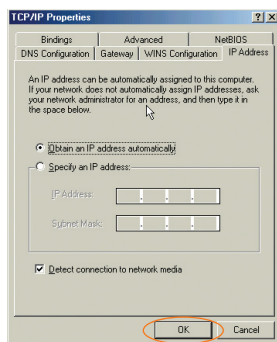 TCP/IP Properties
Bindings Advanced NetBIOS
DNS Configuration Gateway WINS Configuration IP Address
An IP address can be automatically assigned to this computer.
If your network does not automatically assign IP addresses, ask
your network administrator for an address, and then type it in
the space below.
Obtain an IP address automatically
Specify an IP address:
IP Address:
Subnet Mask:
Detect connection to network media
OK Cancel